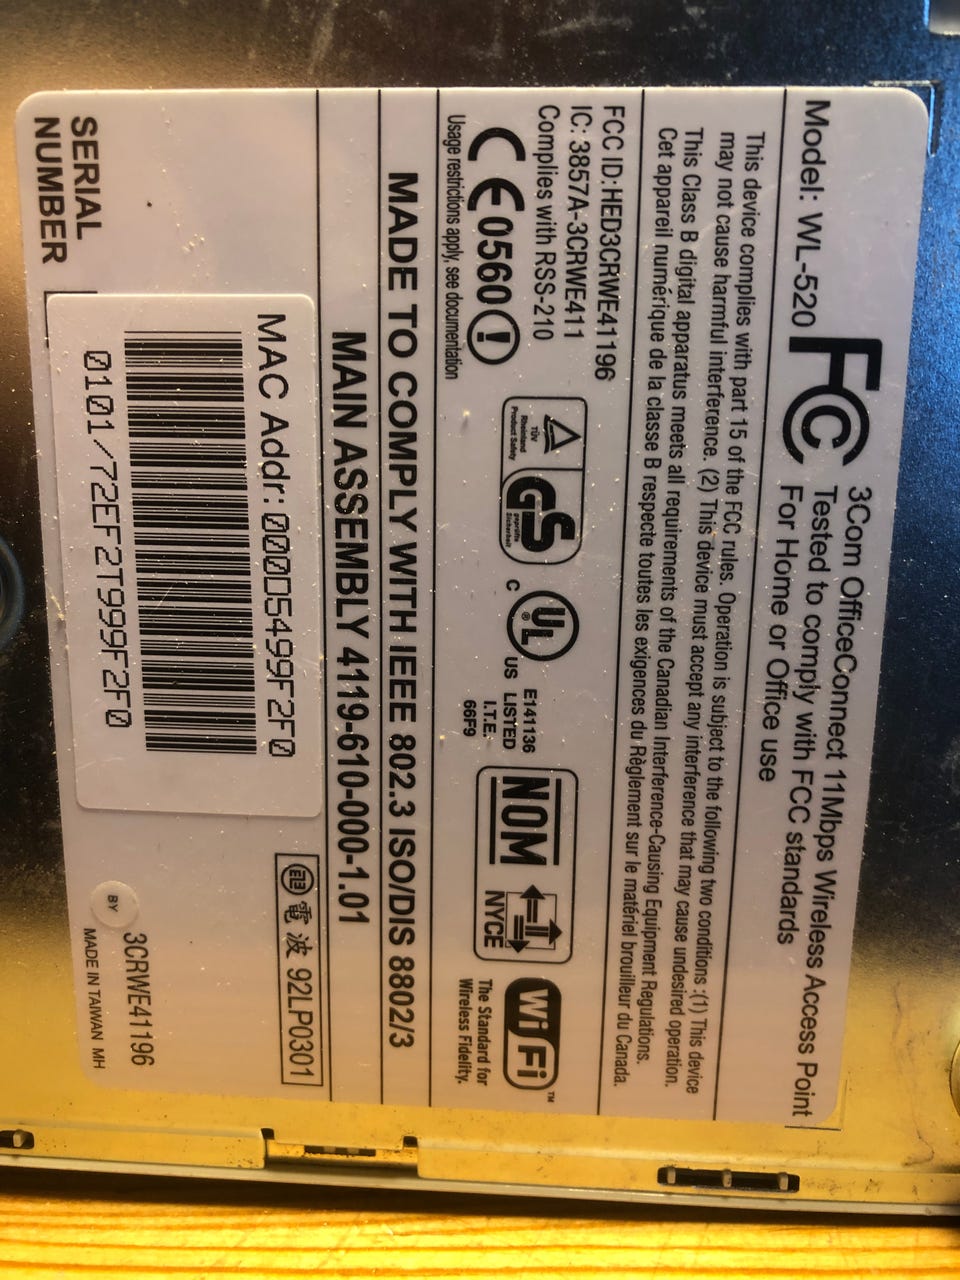 Model: WL-520
FC
3Com OfficeConnect 11Mbps Wireless Access Point
Tested to comply with FCC standards
For Home or Office use
This device complies with part 15 of the FCC rules. Operation is subject to the following two conditions :(1) This device
may not cause harmful interference. (2) This device must accept any interference that may cause undesired operation.
This Class B digital apparatus meets all requirements of the Canadian Interference-Causing Equipment Regulations.
Cet appareil numérique de la classe B respecte toutes les exigences du Règlement sur le matériel brouilleur du Canada.
FCC ID:HED3CRWE41196
IC: 3857A-3CRWE411
Complies with RSS-210
CE0560!
Usage restrictions apply, see documentation
TÜV
Rheinland
Product Safety
GS
geprüfte
Sicherheit
C UL® US
E141136
LISTED
I.T.E.
66F9
NOM
NYCE
Wi Fi™
The Standard for
Wireless Fidelity.
MADE TO COMPLY WITH IEEE 802.3 ISO/DIS 8802/3
MAIN ASSEMBLY 4119-610-000-1.01
MAC Addr:000D5499F2F0
0101/72EF2T999F2F0
SERIAL
NUMBER
電波 92LP0301
3CRWE41196
BY
MADE IN TAIWAN MH